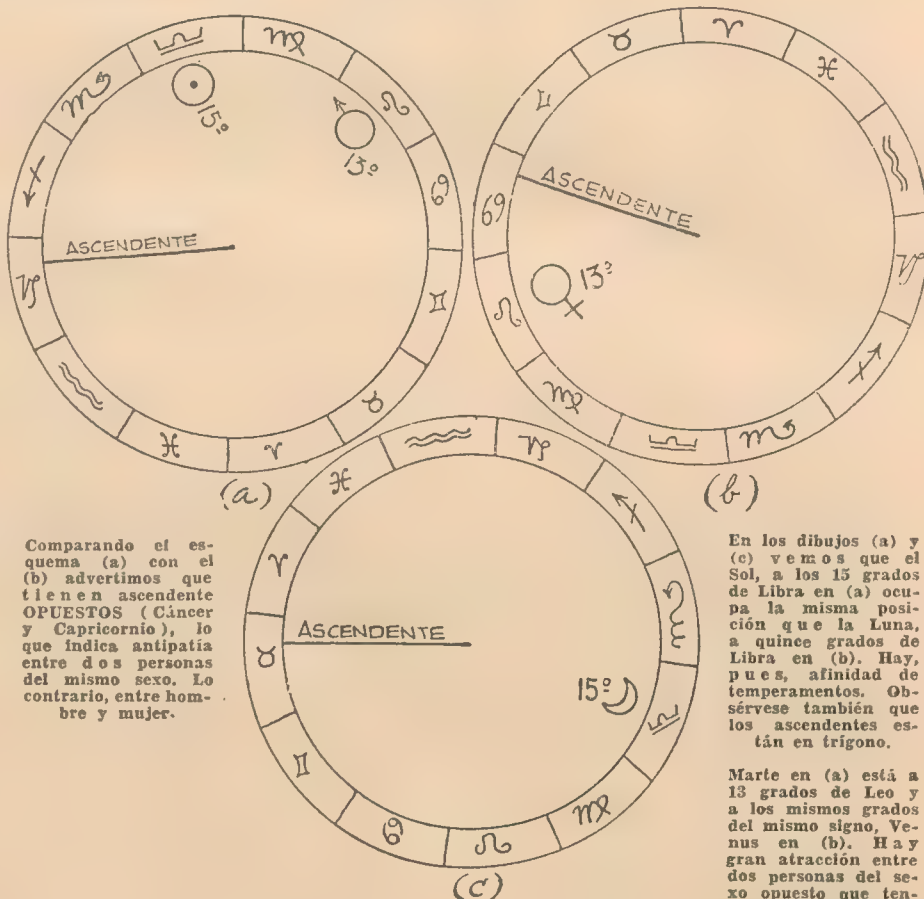 ASCENDENTE
15º
13º
(a)
ASCENDENTE
13º
(b)
ASCENDENTE
15º
(c)
Comparando el es-
quema (a) con el
(b) advertimos que
tienen ascendente
OPUESTOS (Cáncer
y Capricornio), lo
que indica antipatía
entre dos personas
del mismo sexo. Lo
contrario, entre hom-
bre y mujer.
En los dibujos (a) y
(c) vemos que el
Sol, a los 15 grados
de Libra en (a) ocu-
pa la misma posi-
ción que la Luna,
a quince grados de
Libra en (b). Hay,
pues, afinidad de
temperamentos. Ob-
sérvese también que
los ascendentes es-
tán en trígono.
Marte en (a) está a
13 grados de Leo y
a los mismos grados
del mismo signo, Ve-
nus en (b). Hay
gran atracción entre
dos personas del se-
xo opuesto que ten-